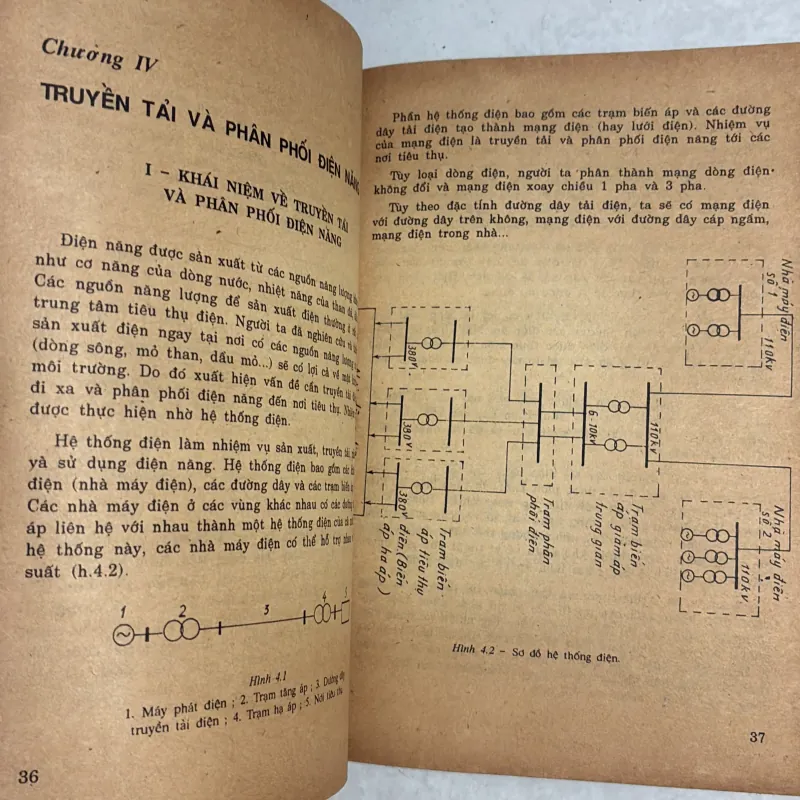 Chương IV
TRUYỀN TẢI VÀ PHÂN PHỐI ĐIỆN NĂNG
I - KHÁI NIỆM VỀ TRUYỀN TẢI
VÀ PHÂN PHỐI ĐIỆN NĂNG
Điện năng được sản xuất từ các nguồn năng lượng
như cơ năng của dòng nước, nhiệt năng của than đá,
Các nguồn năng lượng để sản xuất điện thường ở
trung tâm tiêu thụ điện. Người ta đã nghiên cứu và
sản xuất điện ngay tại nơi có các nguồn năng lượng
(dòng sông, mỏ than, dầu mỏ...) sẽ có lợi cả về mặt
môi trường. Do đó xuất hiện vấn đề cần truyền tải
đi xa và phân phối điện năng đến nơi tiêu thụ.
được thực hiện nhờ hệ thống điện.
Hệ thống điện làm nhiệm vụ sản xuất, truyền tải,
và sử dụng điện năng. Hệ thống điện bao gồm các
điện (nhà máy điện), các đường dây và các trạm biến
Các nhà máy điện ở các vùng khác nhau có các đường
áp liên hệ với nhau thành một hệ thống điện của cả
hệ thống này, các nhà máy điện có thể hỗ trợ nhau
suất (h.4.2).
1 2 3 4 5
Hình 4.1
1. Máy phát điện ; 2. Trạm tăng áp ; 3. Đường dây
truyền tải điện ; 4. Trạm hạ áp ; 5. Nơi tiêu thụ
36
Phần hệ thống điện bao gồm các trạm biến áp và các đường
dây tải điện tạo thành mạng điện (hay lưới điện). Nhiệm vụ
của mạng điện là truyền tải và phân phối điện năng tới các
nơi tiêu thụ.
Tùy loại dòng điện, người ta phân thành mạng dòng điện
không đổi và mạng điện xoay chiều 1 pha và 3 pha.
Tùy theo đặc tính đường dây tải điện, ta sẽ có mạng điện
với đường dây trên không, mạng điện với đường dây cáp ngầm,
mạng điện trong nhà...
Nhà máy điện
số 1
110kV
380V
380V
380V
6-10kV
110kV
Nhà máy điện
số 2
110kV
Trạm biến
áp giảm áp
trung gian
Trạm phân
phối điện
Trạm biến
áp tiêu thụ
điện (Biến
áp hạ áp)
Hình 4.2 - Sơ đồ hệ thống điện.
37